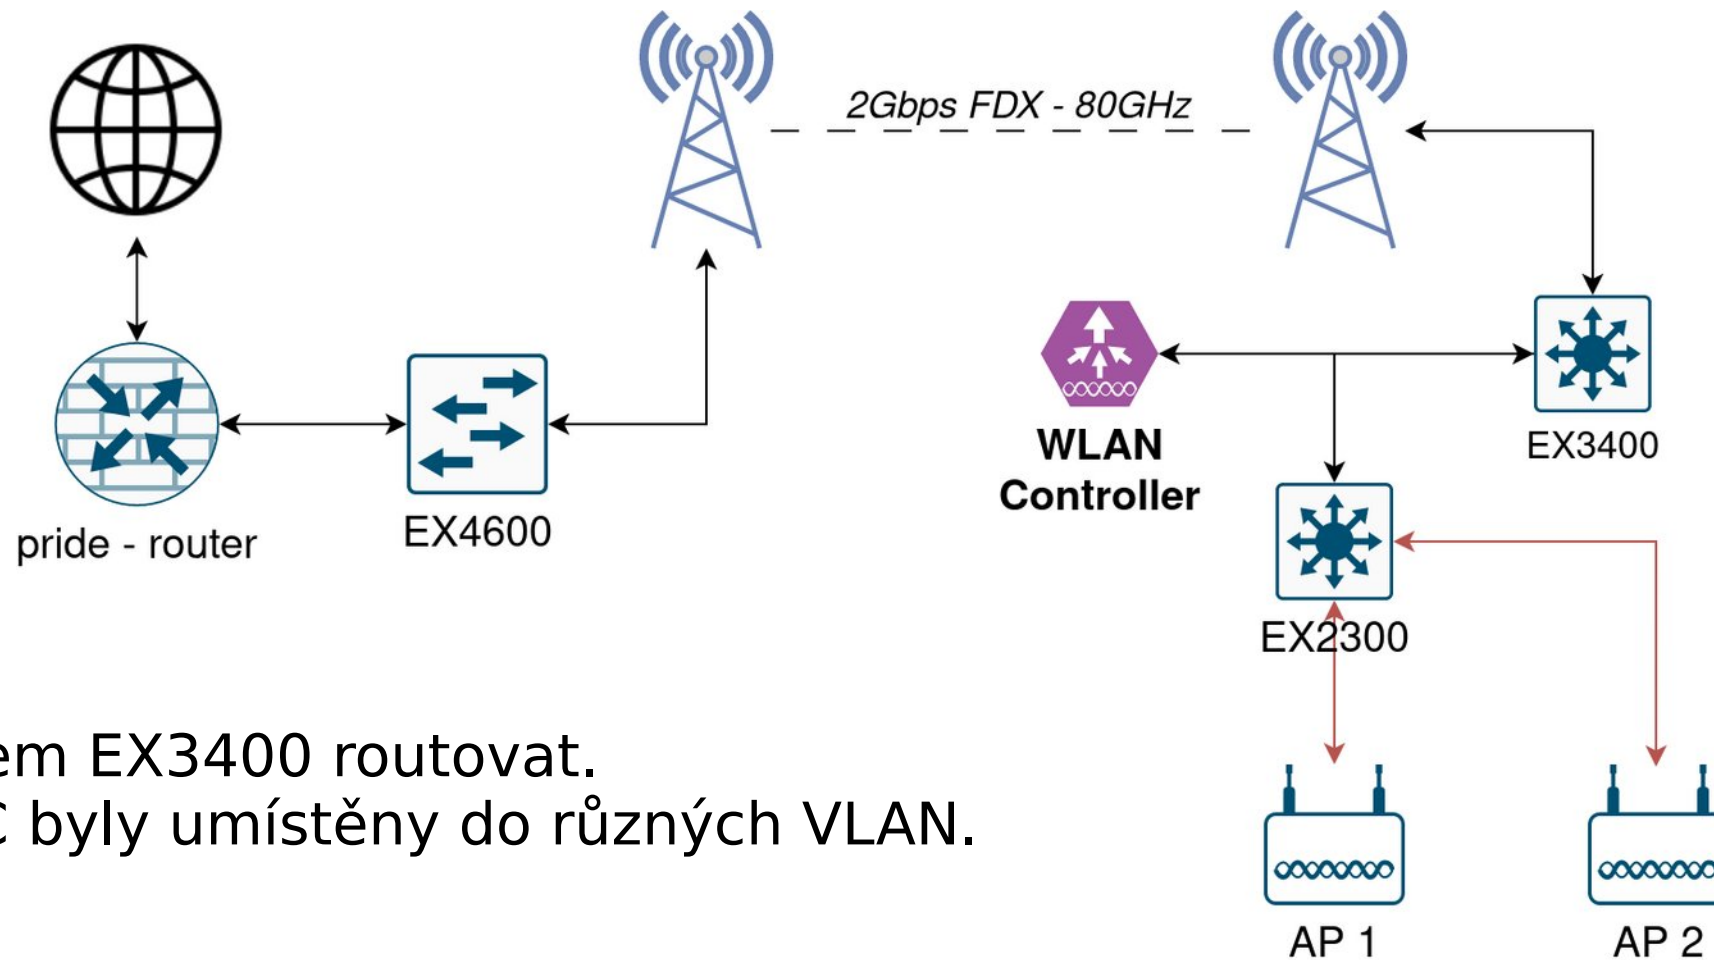 2Gbps FDX - 80GHz
WLAN
Controller
EX3400
pride - router
EX4600
EX2300
EX3400 routovat.
byly umístěny do různých VLAN.
AP 1
AP 2